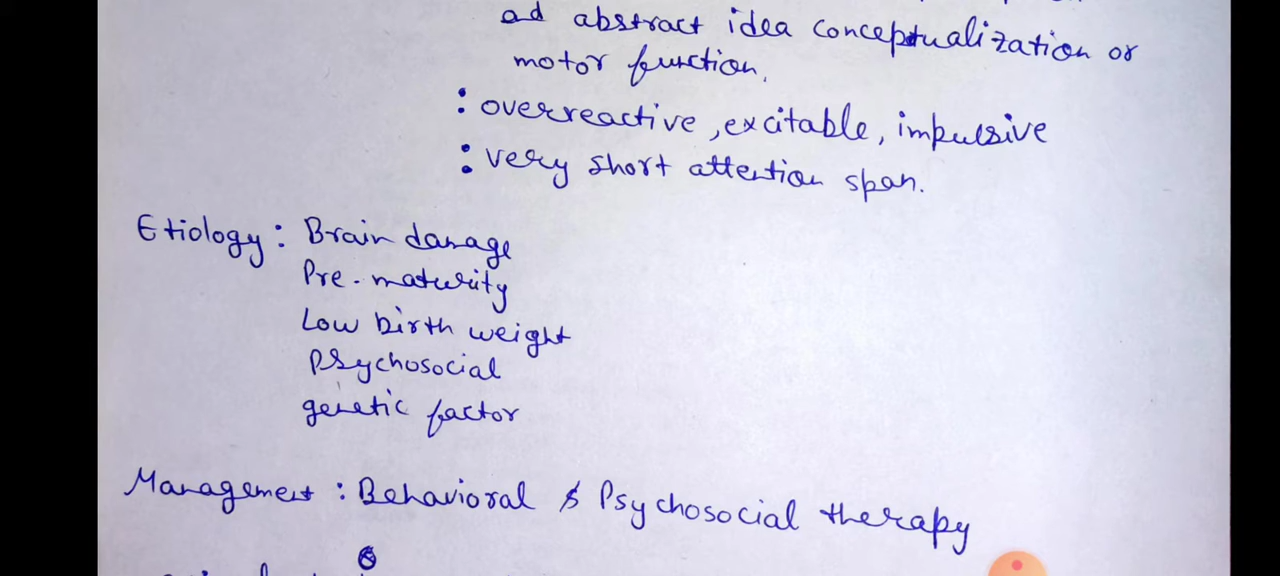 ad abstract idea conceptualization or
motor function.
: overreactive, excitable, impulsive
: very short attention span.
Etiology: Brain damage
Pre-maturity
Low birth weight
Psychosocial
genetic factor
Management: Behavioral & Psychosocial therapy